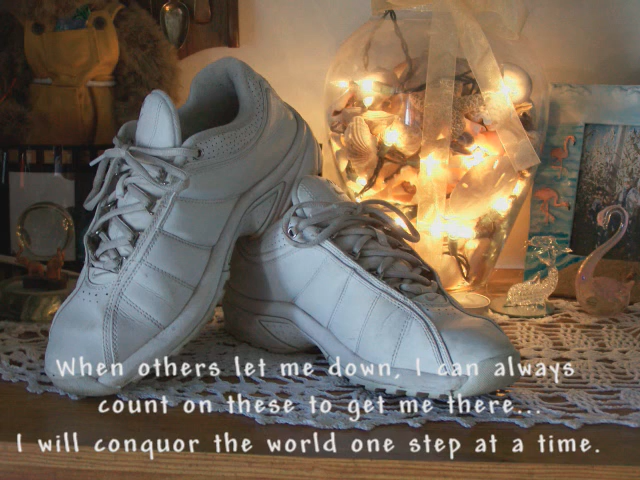 When others let me down, I can always
count on these to get me there...
I will conquor the world one step at a time.